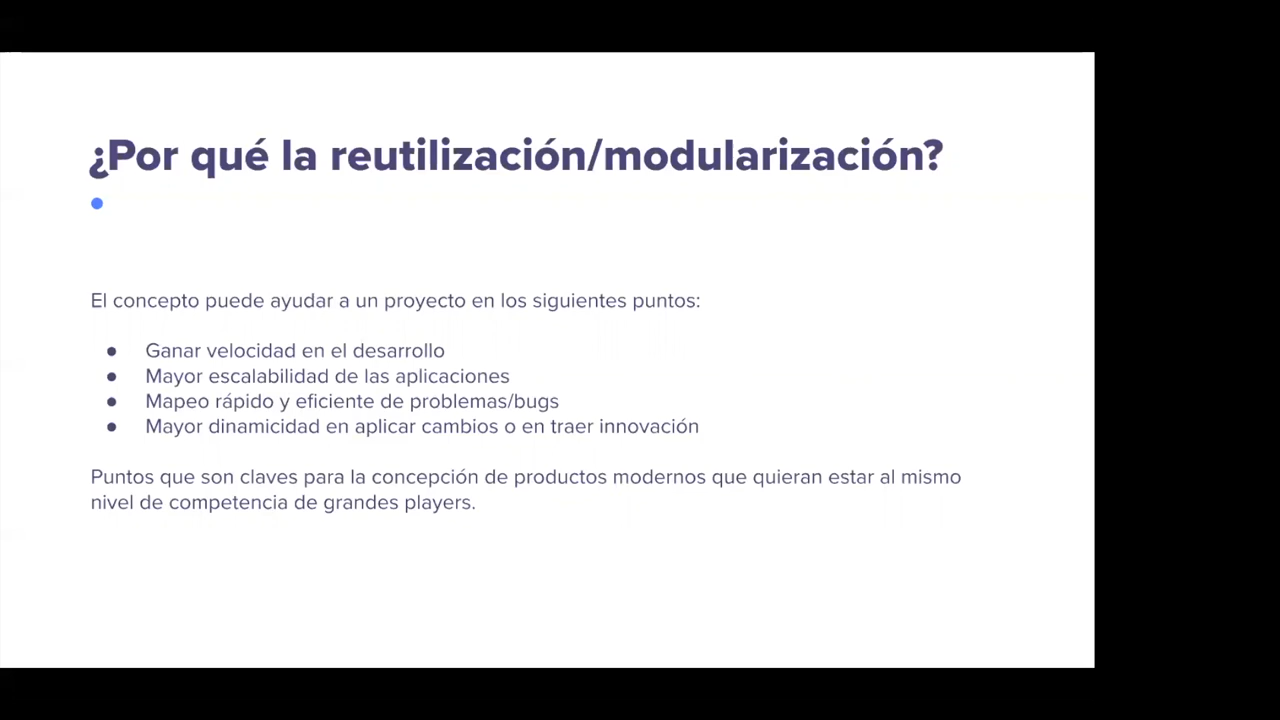 ¿Por qué la reutilización/modularización?
El concepto puede ayudar a un proyecto en los siguientes puntos:
● Ganar velocidad en el desarrollo
● Mayor escalabilidad de las aplicaciones
● Mapeo rápido y eficiente de problemas/bugs
● Mayor dinamicidad en aplicar cambios o en traer innovación
Puntos que son claves para la concepción de productos modernos que quieran estar al mismo
nivel de competencia de grandes players.